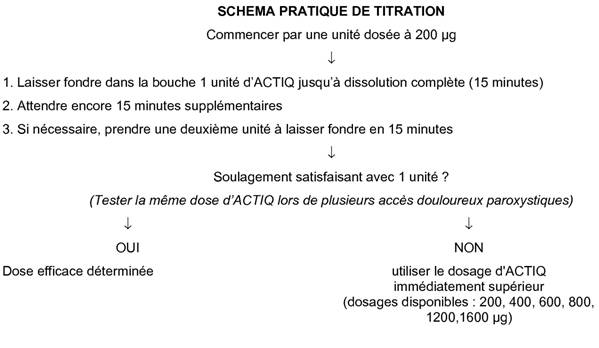 SCHEMA PRATIQUE DE TITRATION
Commencer par une unité dosée à 200 µg
↓
1. Laisser fondre dans la bouche 1 unité d'ACTIQ jusqu'à dissolution complète (15 minutes)
2. Attendre encore 15 minutes supplémentaires
3. Si nécessaire, prendre une deuxième unité à laisser fondre en 15 minutes
↓
Soulagement satisfaisant avec 1 unité ?
(Tester la même dose d'ACTIQ lors de plusieurs accès douloureux paroxystiques)
↓ ↓
OUI NON
Dose efficace déterminée utiliser le dosage d'ACTIQ
immédiatement supérieur
(dosages disponibles : 200, 400, 600, 800,
1200,1600 µg)